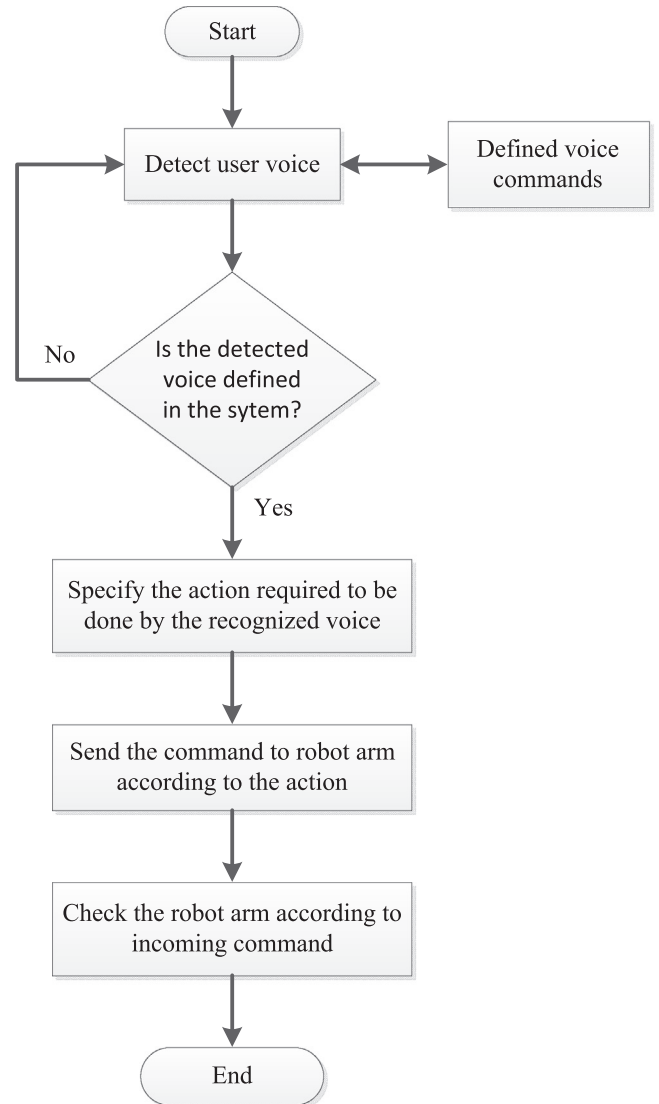 Start
Detect user voice
Defined voice
commands
Is the detected
voice defined
in the sytem?
No
Yes
Specify the action required to be
done by the recognized voice
Send the command to robot arm
according to the action
Check the robot arm according to
incoming command
End